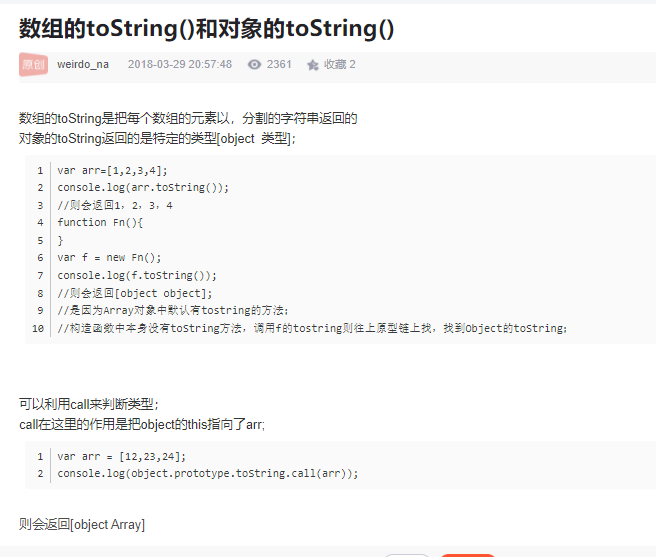 数组的toString()和对象的toString()
原创 weirdo_na 2018-03-29 20:57:48 2361 收藏 2
数组的toString是把每个数组的元素以，分割的字符串返回的
对象的toString返回的是特定的类型[object 类型];
1 var arr=[1,2,3,4];
2 console.log(arr.toString());
3 //则会返回1，2，3，4
4 function Fn(){
5 }
6 var f = new Fn();
7 console.log(f.toString());
8 //则会返回[object object];
9 //是因为Array对象中默认有tostring的方法;
10 //构造函数中本身没有toString方法，调用f的tostring则往上原型链上找，找到Object的toString;
可以利用call来判断类型;
call在这里的作用是把object的this指向了arr;
1 var arr = [12,23,24];
2 console.log(object.prototype.toString.call(arr));
则会返回[object Array]